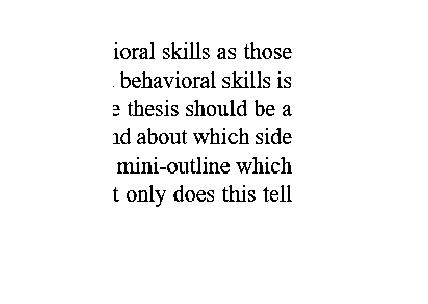 ioral skills as those
behavioral skills is
e thesis should be a
nd about which side
mini-outline which
t only does this tell